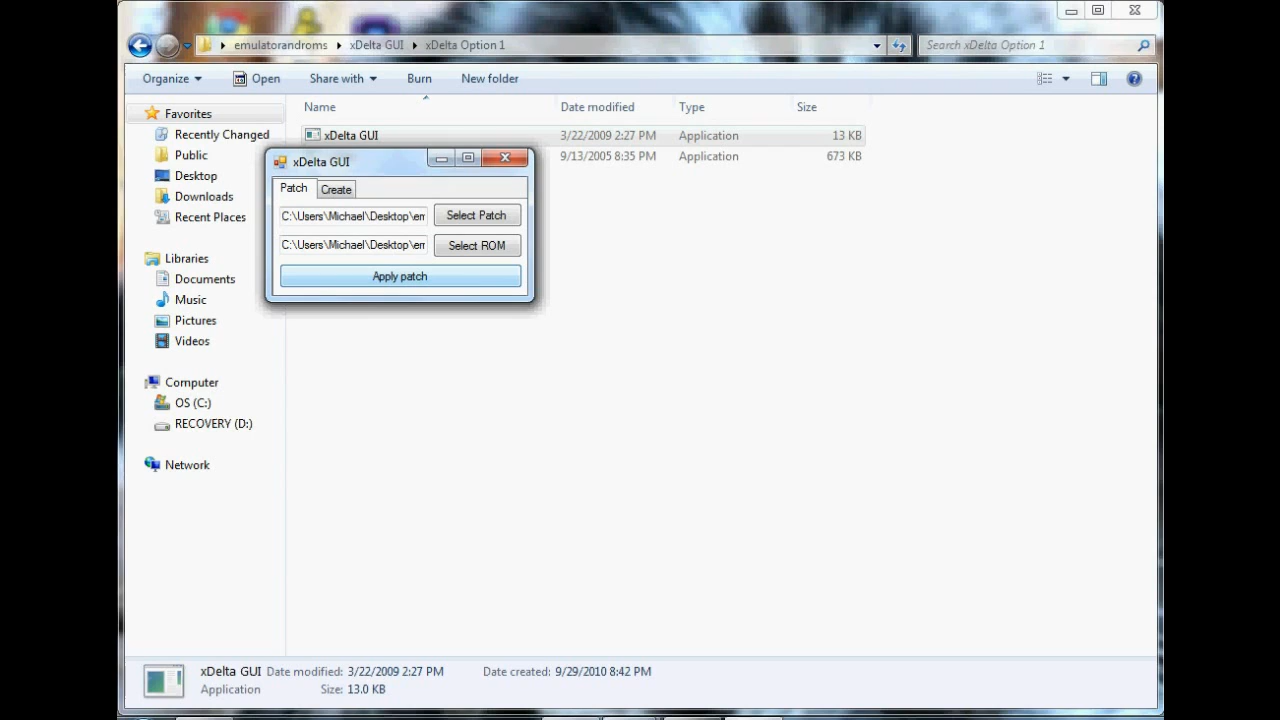 emulatorandroms xDelta GUI xDelta Option 1 Search xDelta Option 1
Organize Open Share with Burn New folder
Name Date modified Type Size
Favorites
Recently Changed
Public
Desktop
Downloads
Recent Places
Libraries
Documents
Music
Pictures
Videos
Computer
OS (C:)
RECOVERY (D:)
Network
xDelta GUI 3/22/2009 2:27 PM Application 13 KB
9/13/2005 8:35 PM Application 673 KB
xDelta GUI
Patch Create
C:\Users\Michael\Desktop\em Select Patch
C:\Users\Michael\Desktop\em Select ROM
Apply patch
xDelta GUI Date modified: 3/22/2009 2:27 PM Date created: 9/29/2010 8:42 PM
Application Size: 13.0 KB